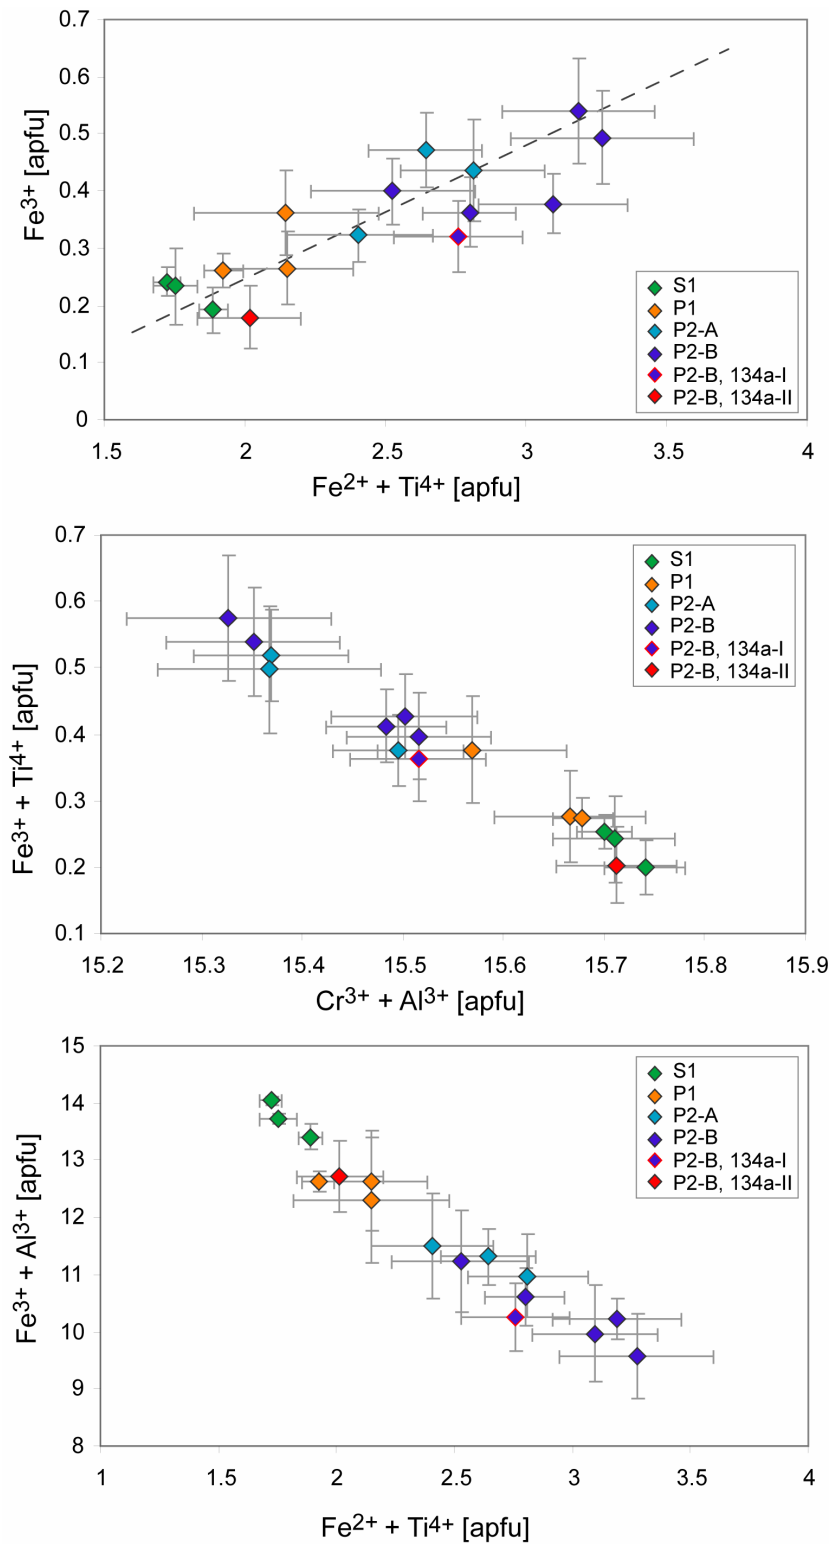 0.7
0.6
0.5
0.4
0.3
0.2
0.1
0
Fe3+ [apfu]
S1
P1
P2-A
P2-B
P2-B, 134a-I
P2-B, 134a-II
1.5 2 2.5 3 3.5 4
Fe2+ + Ti4+ [apfu]
0.7
0.6
0.5
0.4
0.3
0.2
0.1
Fe3+ + Ti4+ [apfu]
S1
P1
P2-A
P2-B
P2-B, 134a-I
P2-B, 134a-II
15.2 15.3 15.4 15.5 15.6 15.7 15.8 15.9
Cr3+ + Al3+ [apfu]
15
14
13
12
11
10
9
8
Fe3+ + Al3+ [apfu]
S1
P1
P2-A
P2-B
P2-B, 134a-I
P2-B, 134a-II
1 1.5 2 2.5 3 3.5 4
Fe2+ + Ti4+ [apfu]